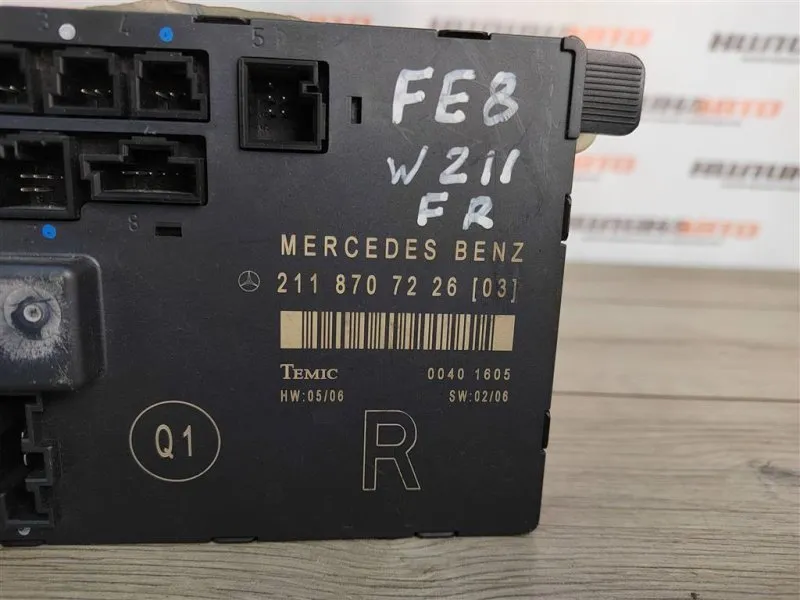 3 4 5
FE8
W211
FR
6
MERCEDES BENZ
211 870 72 26 [03]
TEMIC 0040 1605
HW:05/06 SW:02/06
Q1
R